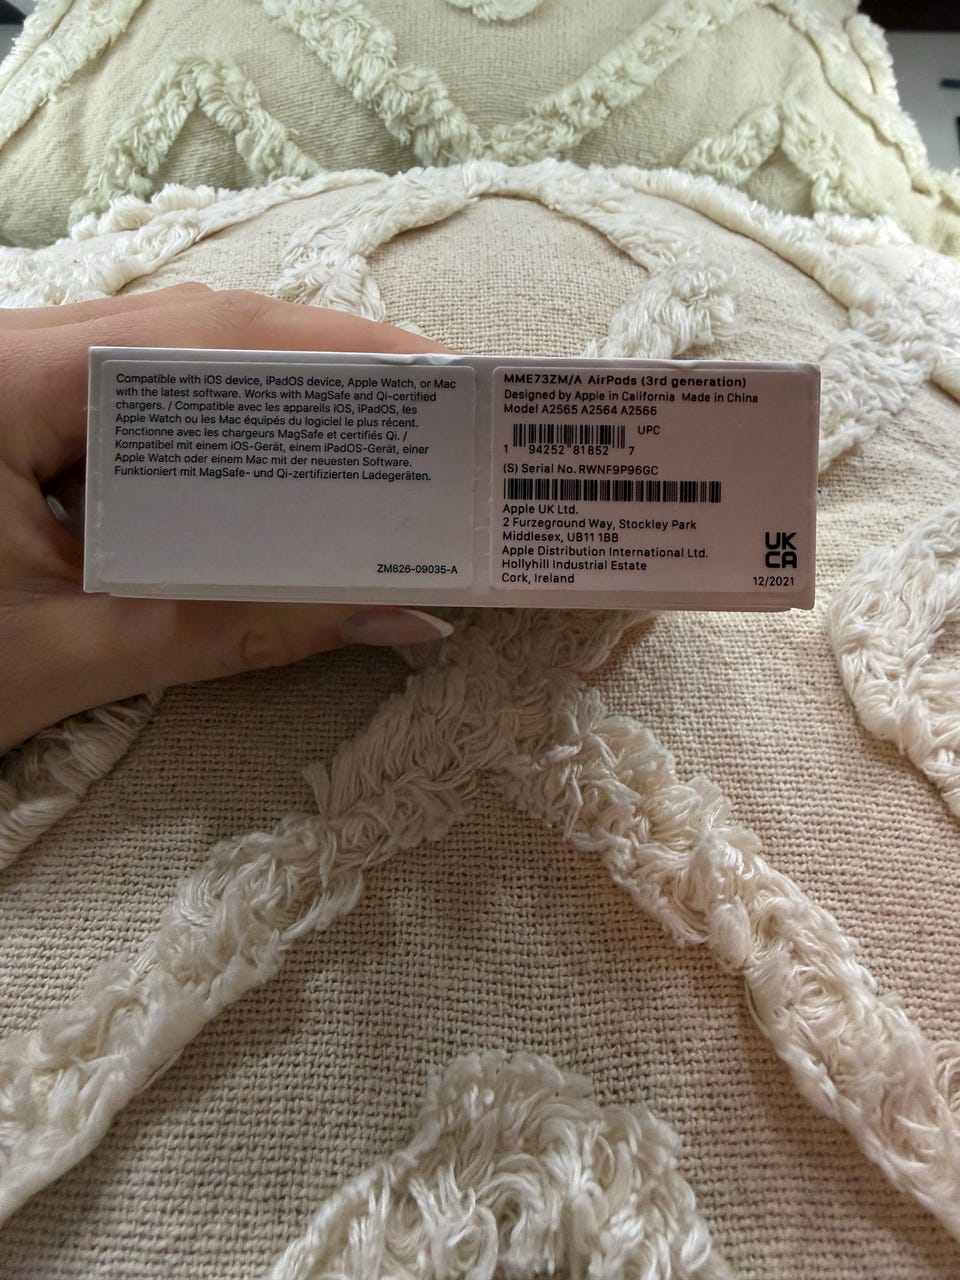 Compatible with iOS device, iPadOS device, Apple Watch, or Mac
with the latest software. Works with MagSafe and Qi-certified
chargers. / Compatible avec les appareils iOS, iPadOS, les
Apple Watch ou les Mac équipés du logiciel le plus récent.
Fonctionne avec les chargeurs MagSafe et certifiés Qi. /
Kompatibel mit einem iOS-Gerät, einem iPadOS-Gerät, einer
Apple Watch oder einem Mac mit der neuesten Software.
Funktioniert mit MagSafe- und Qi-zertifizierten Ladegeräten.
ZM826-09035-A
MME73ZM/A AirPods (3rd generation)
Designed by Apple in California Made in China
Model A2565 A2564 A2566
UPC
1 94252 81852 7
(S) Serial No. RWNF9P96GC
Apple UK Ltd.
2 Furzeground Way, Stockley Park
Middlesex, UB11 1BB
Apple Distribution International Ltd.
Hollyhill Industrial Estate
Cork, Ireland
UK
CA
12/2021